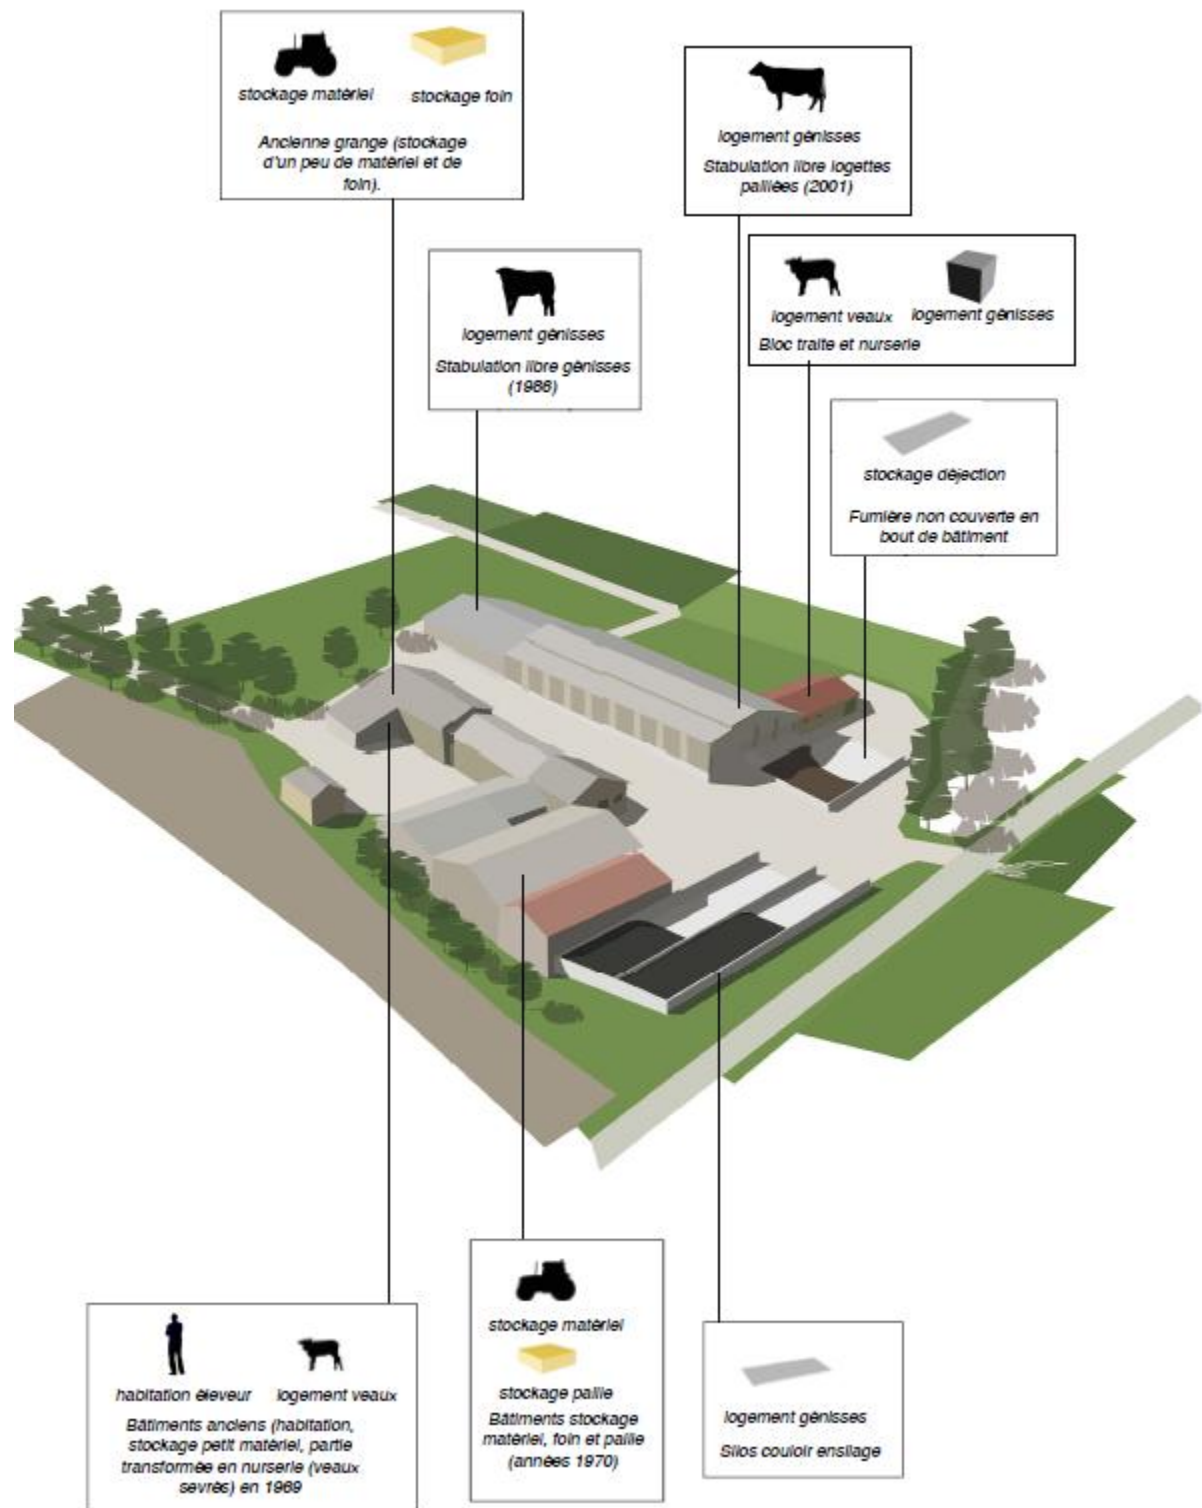 stockage matèriel stockage foin
Ancienne grange (stockage
d'un peu de matériel et de
foin).
logement génisses
Stabulation libre logettes
paillées (2001)
logement génisses
Stabulation libre génisses
(1986)
logement veaux logement génisses
Bloc traite et nurserie
stockage déjection
Fumière non couverte en
bout de bâtiment
habitation éleveur logement veaux
Bâtiments anciens (habitation,
stockage petit matériel, partie
transformée en nurserie (veaux
sevrés) en 1969
stockage matériel
stockage paille
Bâtiments stockage
matériel, foin et paille
(années 1970)
logement génisses
Silos couloir ensilage